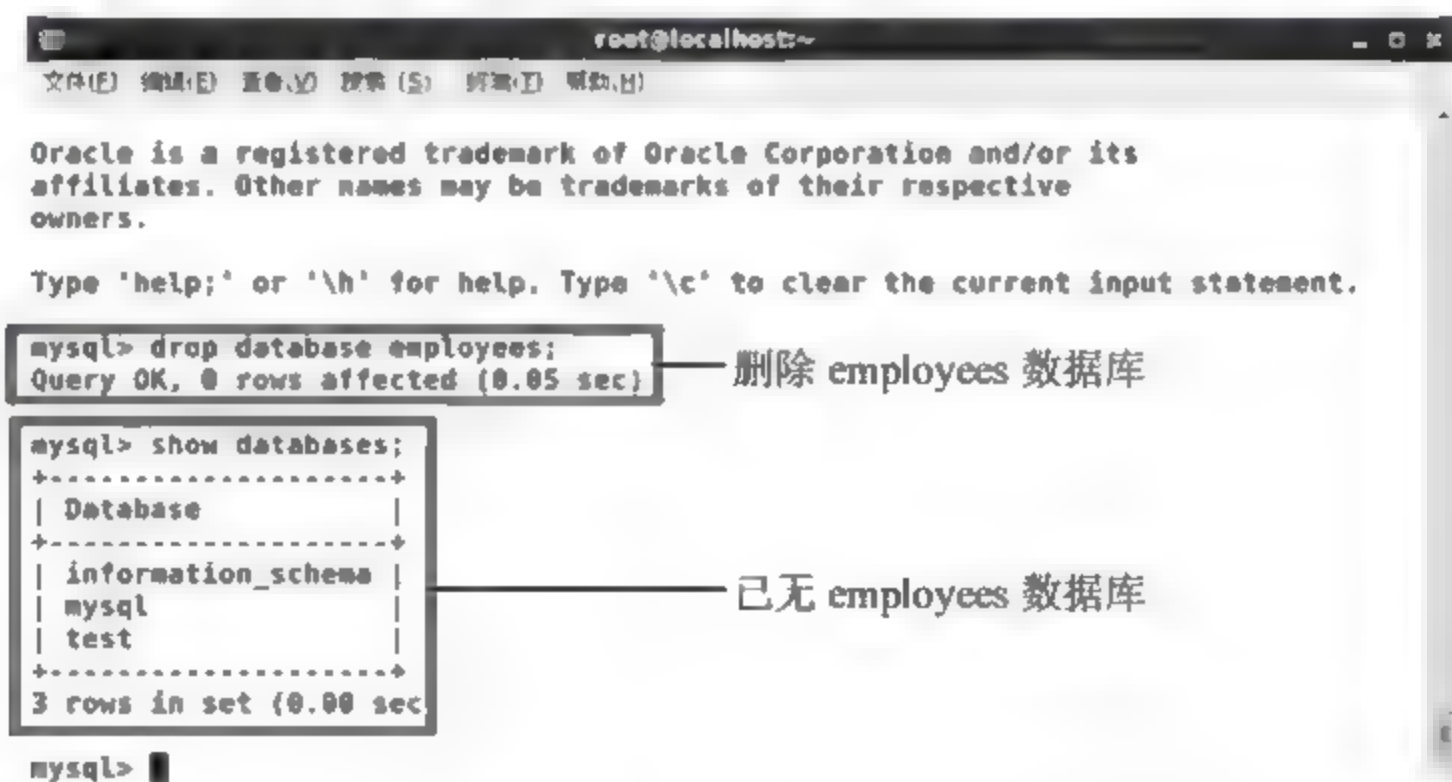 root@localhost:~
文件(F) 编辑(E) 查看(V) 搜索 (S) 终端(T) 帮助(H)
Oracle is a registered trademark of Oracle Corporation and/or its
affiliates. Other names may be trademarks of their respective
owners.
Type 'help;' or '\h' for help. Type '\c' to clear the current input statement.
mysql> drop database employees;
Query OK, 0 rows affected (0.05 sec)
删除 employees 数据库
mysql> show databases;
+--------------------+
| Database |
+--------------------+
| information_schema |
| mysql |
| test |
+--------------------+
3 rows in set (0.00 sec
已无 employees 数据库
mysql>